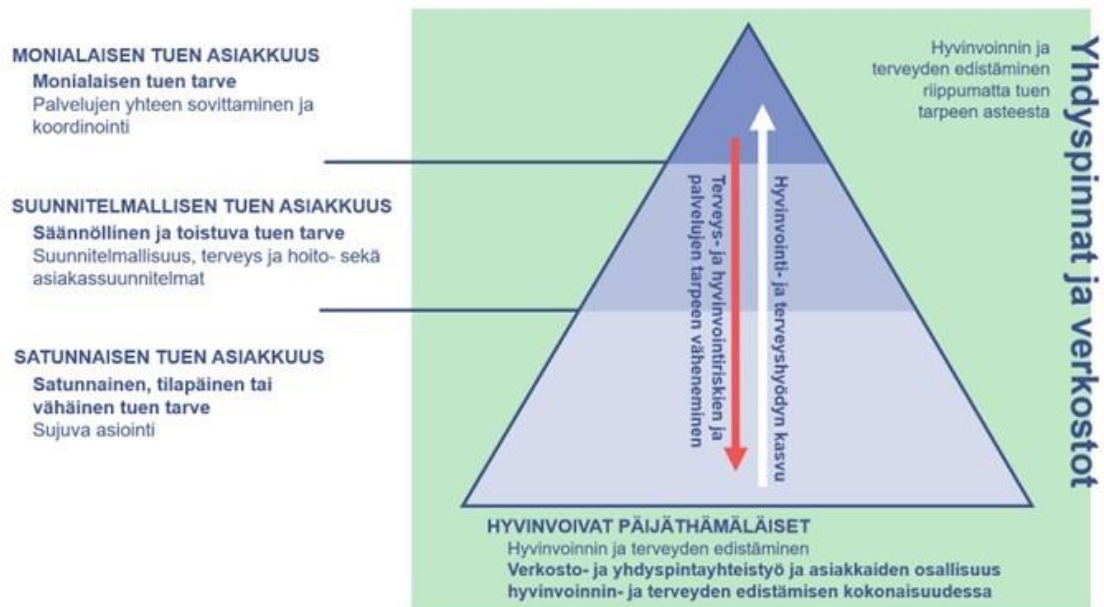 MONIALAISEN TUEN ASIAKKUUS
Monialaisen tuen tarve
Palvelujen yhteen sovittaminen ja
koordinointi
SUUNNITELMALLISEN TUEN ASIAKKUUS
Säännöllinen ja toistuva tuen tarve
Suunnitelmallisuus, terveys ja hoito- sekä
asiakassuunnitelmat
SATUNNAISEN TUEN ASIAKKUUS
Satunnainen, tilapäinen tai
vähäinen tuen tarve
Sujuva asiointi
Terveys- ja hyvinvointiriskien ja
palvelujen tarpeen väheneminen
Hyvinvointi- ja terveyshyödyn kasvu
Hyvinvoinnin ja
terveyden edistäminen
riippumatta tuen
tarpeen asteesta
Yhdyspinnat ja verkostot
HYVINVOIVAT PÄIJÄTHÄMÄLÄISET
Hyvinvoinnin ja terveyden edistäminen
Verkosto- ja yhdyspintayhteistyö ja asiakkaiden osallisuus
hyvinvoinnin- ja terveyden edistämisen kokonaisuudessa